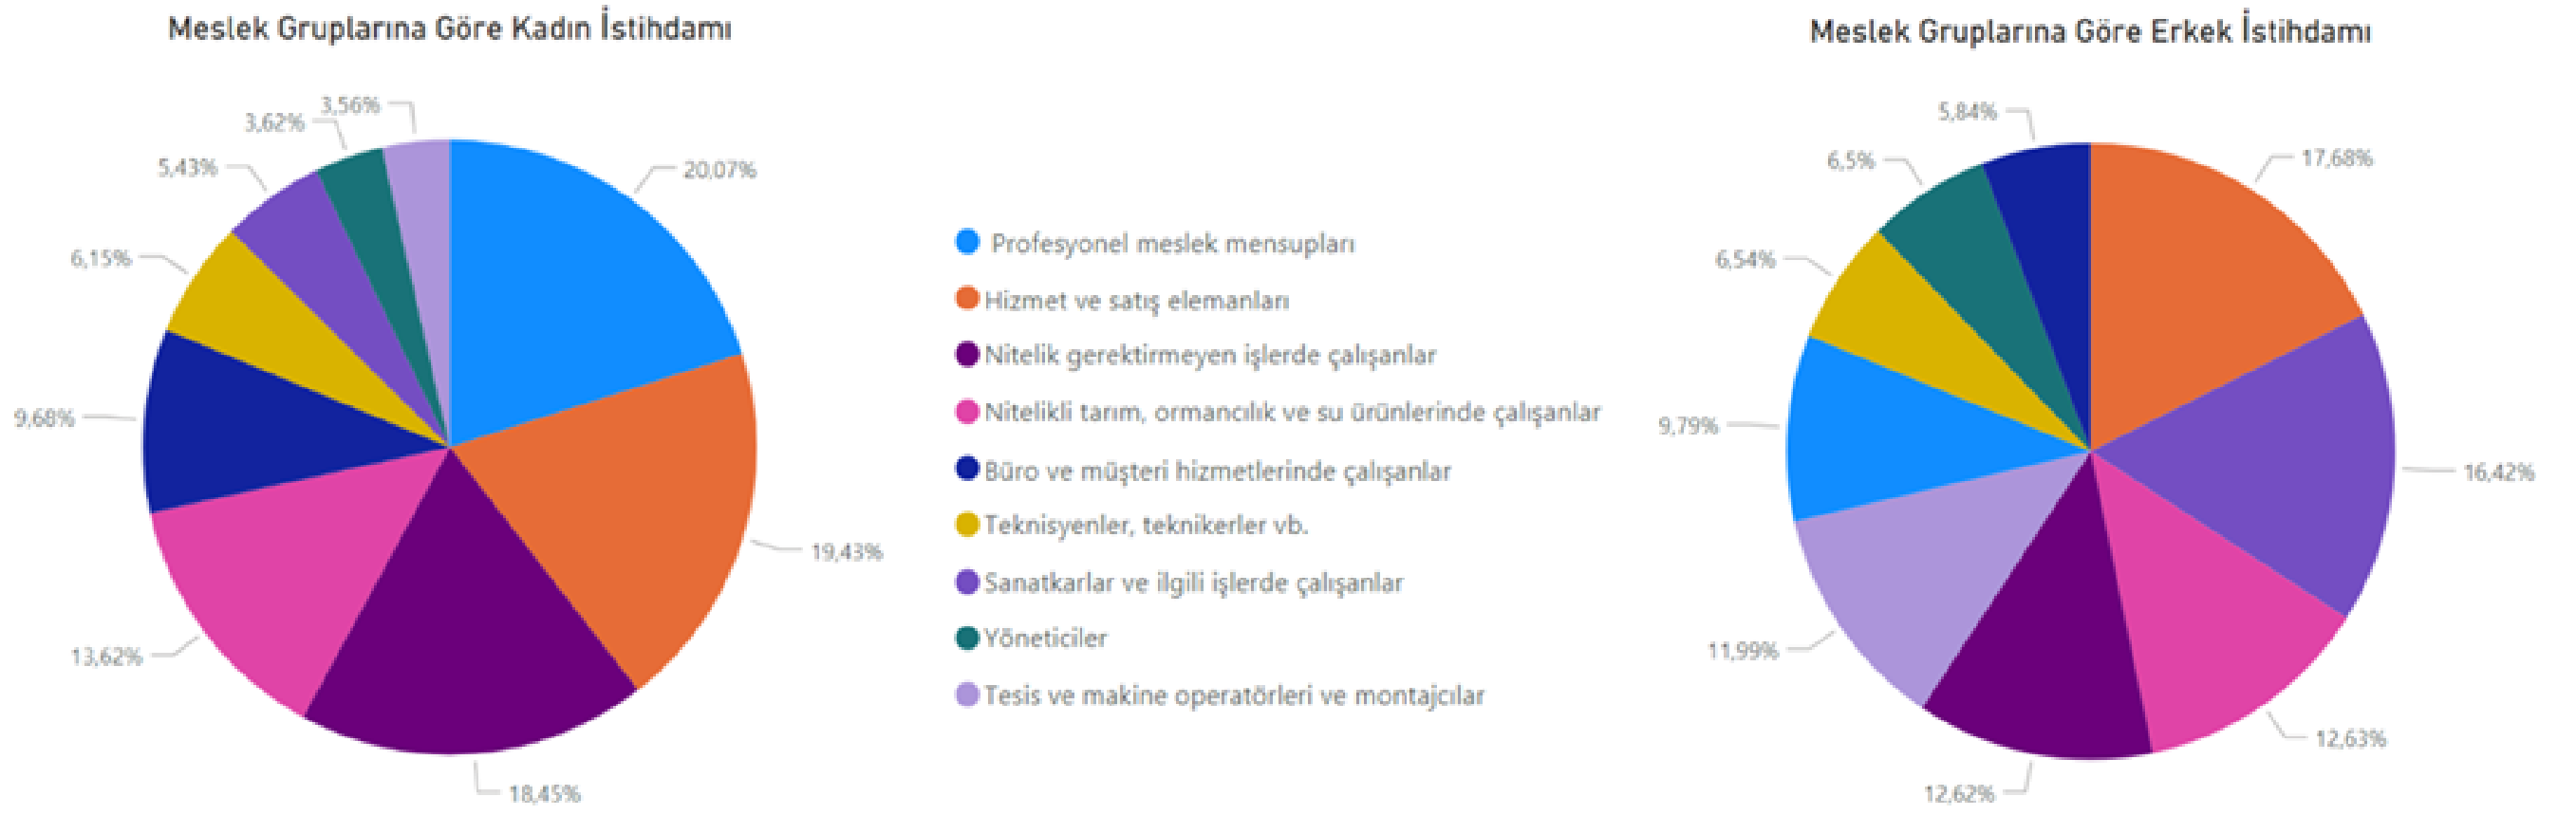 Meslek Gruplarına Göre Kadın İstihdamı
3,56%
3,62%
5,43%
20,07%
6,15%
9,68%
19,43%
13,62%
18,45%
Profesyonel meslek mensupları
Hizmet ve satış elemanları
Nitelik gerektirmeyen işlerde çalışanlar
Nitelikli tarım, ormancılık ve su ürünlerinde çalışanlar
Büro ve müşteri hizmetlerinde çalışanlar
Teknisyenler, teknikerler vb.
Sanatkarlar ve ilgili işlerde çalışanlar
Yöneticiler
Tesis ve makine operatörleri ve montajcılar
Meslek Gruplarına Göre Erkek İstihdamı
5,84%
6,5%
17,68%
6,54%
9,79%
16,42%
11,99%
12,63%
12,62%